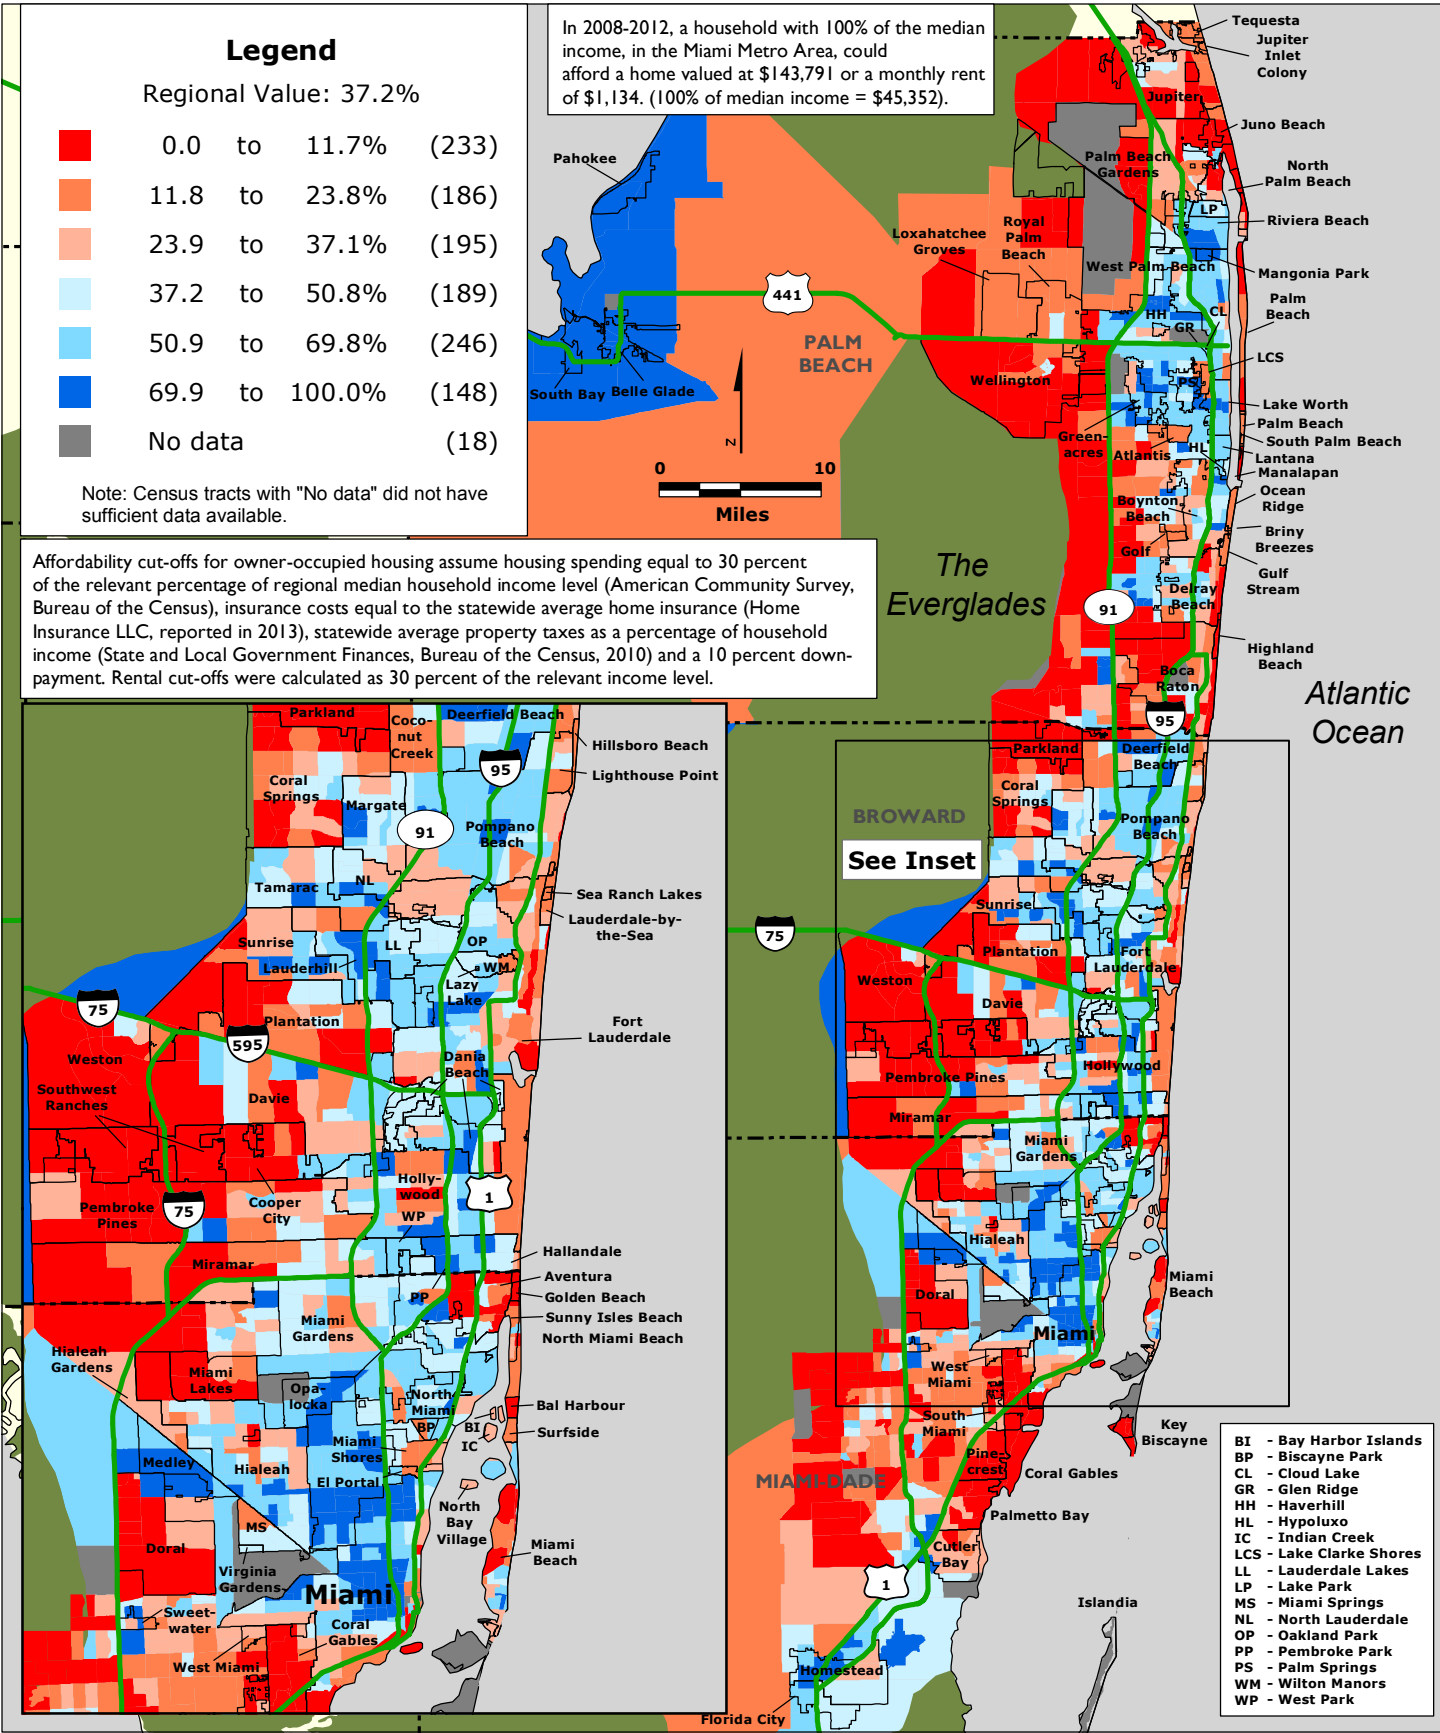 Legend
Regional Value: 37.2%
0.0 to 11.7% (233)
11.8 to 23.8% (186)
23.9 to 37.1% (195)
37.2 to 50.8% (189)
50.9 to 69.8% (246)
69.9 to 100.0% (148)
No data (18)
Note: Census tracts with "No data" did not have
sufficient data available.
In 2008-2012, a household with 100% of the median
income, in the Miami Metro Area, could
afford a home valued at $143,791 or a monthly rent
of $1,134. (100% of median income = $45,352).
Affordability cut-offs for owner-occupied housing assume housing spending equal to 30 percent
of the relevant percentage of regional median household income level (American Community Survey,
Bureau of the Census), insurance costs equal to the statewide average home insurance (Home
Insurance LLC, reported in 2013), statewide average property taxes as a percentage of household
income (State and Local Government Finances, Bureau of the Census, 2010) and a 10 percent down-
payment. Rental cut-offs were calculated as 30 percent of the relevant income level.
Tequesta
Jupiter
Inlet
Colony
Jupiter
Juno Beach
Palm Beach
Gardens
North
Palm Beach
LP
Riviera Beach
Pahokee
Loxahatchee
Groves
Royal
Palm
Beach
West Palm Beach
Mangonia Park
441
Palm
Beach
HH
CL
GR
PALM
BEACH
LCS
Wellington
PS
South Bay
Belle Glade
Lake Worth
Palm Beach
South Palm Beach
Green-
acres
Atlantis
HL
Lantana
Manalapan
N
0 10
Miles
Ocean
Ridge
Boynton
Beach
Briny
Breezes
Golf
Gulf
Stream
The
Everglades
91
Delray
Beach
Highland
Beach
Boca
Raton
95
Atlantic
Ocean
Parkland
Deerfield
Beach
Coral
Springs
BROWARD
See Inset
Pompano
Beach
Sunrise
75
Plantation
Fort
Lauderdale
Weston
Davie
Hollywood
Pembroke Pines
Miramar
Miami
Gardens
Hialeah
Doral
Miami
Beach
Miami
West
Miami
South
Miami
Key
Biscayne
Pine-
crest
Coral Gables
MIAMI-DADE
Palmetto Bay
Cutler
Bay
1
Islandia
Homestead
Florida City
Parkland
Coco-
nut
Creek
Deerfield Beach
Hillsboro Beach
95
Lighthouse Point
Coral
Springs
Margate
91
Pompano
Beach
Tamarac
NL
Sea Ranch Lakes
Lauderdale-by-
the-Sea
Sunrise
LL
OP
Lauderhill
WM
Lazy
Lake
75
Plantation
Fort
Lauderdale
595
Weston
Dania
Beach
Southwest
Ranches
Davie
Holly-
wood
1
Pembroke
Pines
75
Cooper
City
WP
Hallandale
Miramar
Aventura
PP
Golden Beach
Sunny Isles Beach
Miami
Gardens
North Miami Beach
Hialeah
Gardens
Miami
Lakes
Opa-
locka
North
Miami
Bal Harbour
BP
BI
Surfside
IC
Miami
Shores
Medley
Hialeah
El Portal
North
Bay
Village
MS
Doral
Miami
Beach
Virginia
Gardens
Miami
Sweet-
water
Coral
Gables
West Miami
BI - Bay Harbor Islands
BP - Biscayne Park
CL - Cloud Lake
GR - Glen Ridge
HH - Haverhill
HL - Hypoluxo
IC - Indian Creek
LCS - Lake Clarke Shores
LL - Lauderdale Lakes
LP - Lake Park
MS - Miami Springs
NL - North Lauderdale
OP - Oakland Park
PP - Pembroke Park
PS - Palm Springs
WM - Wilton Manors
WP - West Park